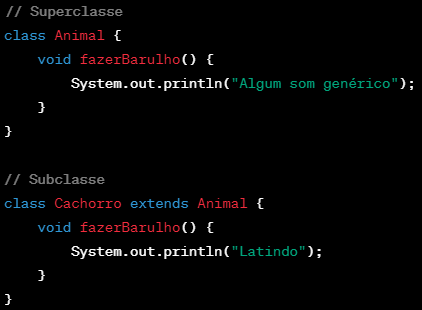 // Superclasse
class Animal {
    void fazerBarulho() {
        System.out.println("Algum som genérico");
    }
}

// Subclasse
class Cachorro extends Animal {
    void fazerBarulho() {
        System.out.println("Latindo");
    }
}